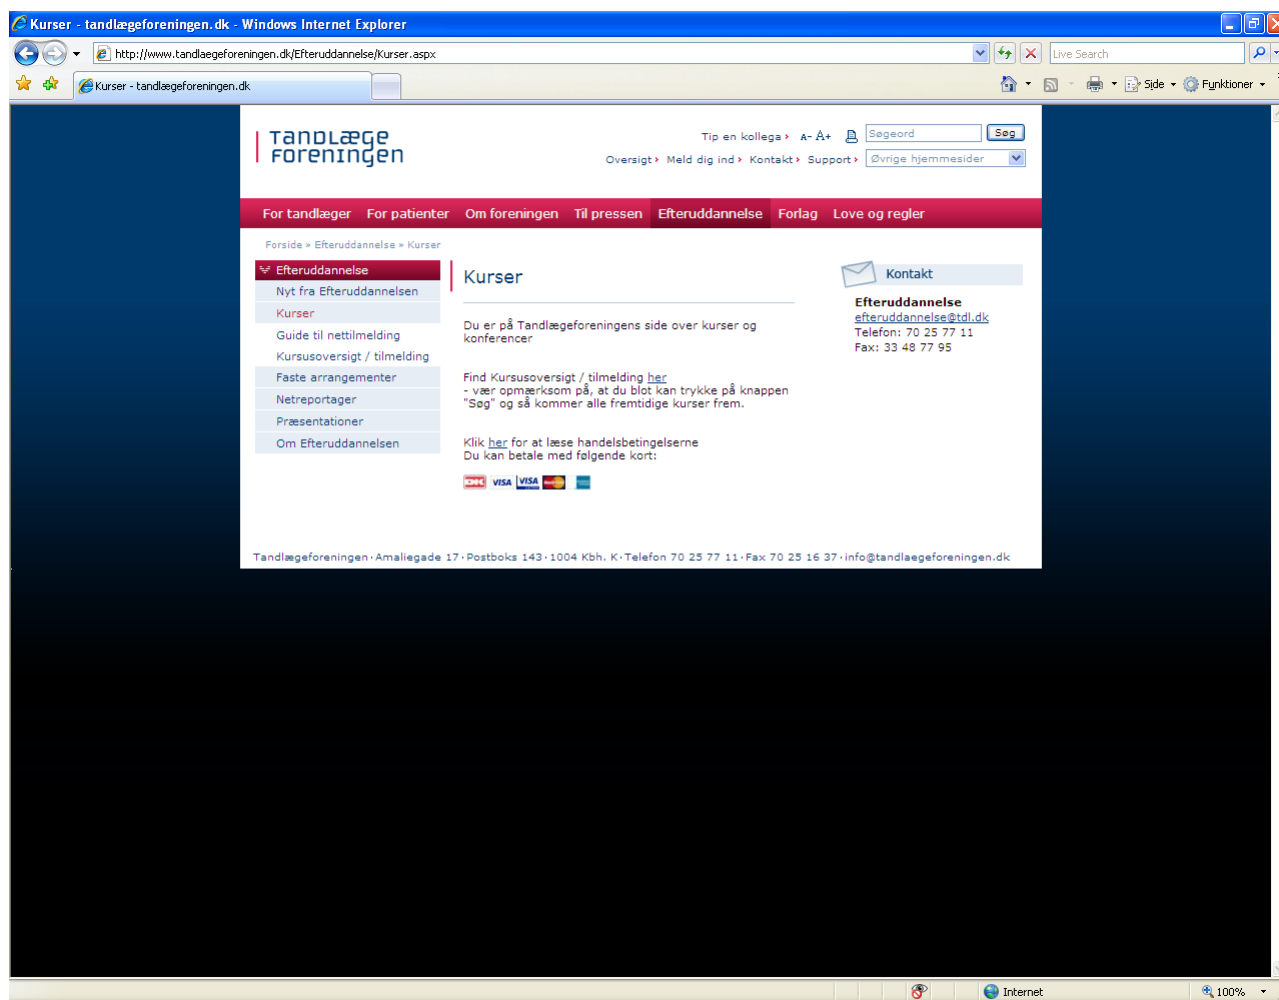 Kurser - tandlægeforeningen.dk - Windows Internet Explorer
http://www.tandlaegeforeningen.dk/Efteruddannelse/Kurser.aspx
Live Search
Kurser - tandlægeforeningen.dk
Side
Funktioner
TANDLÆGE
FORENINGEN
Tip en kollega
A- A+
Søgeord
Søg
Oversigt
Meld dig ind
Kontakt
Support
Øvrige hjemmesider
For tandlæger
For patienter
Om foreningen
Til pressen
Efteruddannelse
Forlag
Love og regler
Forside » Efteruddannelse » Kurser
Efteruddannelse
Nyt fra Efteruddannelsen
Kurser
Guide til nettilmelding
Kursusoversigt / tilmelding
Faste arrangementer
Netreportager
Præsentationer
Om Efteruddannelsen
Kurser
Du er på Tandlægeforeningens side over kurser og
konferencer
Find Kursusoversigt / tilmelding her
- vær opmærksom på, at du blot kan trykke på knappen
"Søg" og så kommer alle fremtidige kurser frem.
Klik her for at læse handelsbetingelserne
Du kan betale med følgende kort:
VISA
VISA
Kontakt
Efteruddannelse
efteruddannelse@tdl.dk
Telefon: 70 25 77 11
Fax: 33 48 77 95
Tandlægeforeningen·Amaliegade 17·Postboks 143·1004 Kbh. K·Telefon 70 25 77 11·Fax 70 25 16 37·info@tandlaegeforeningen.dk
Internet
100%